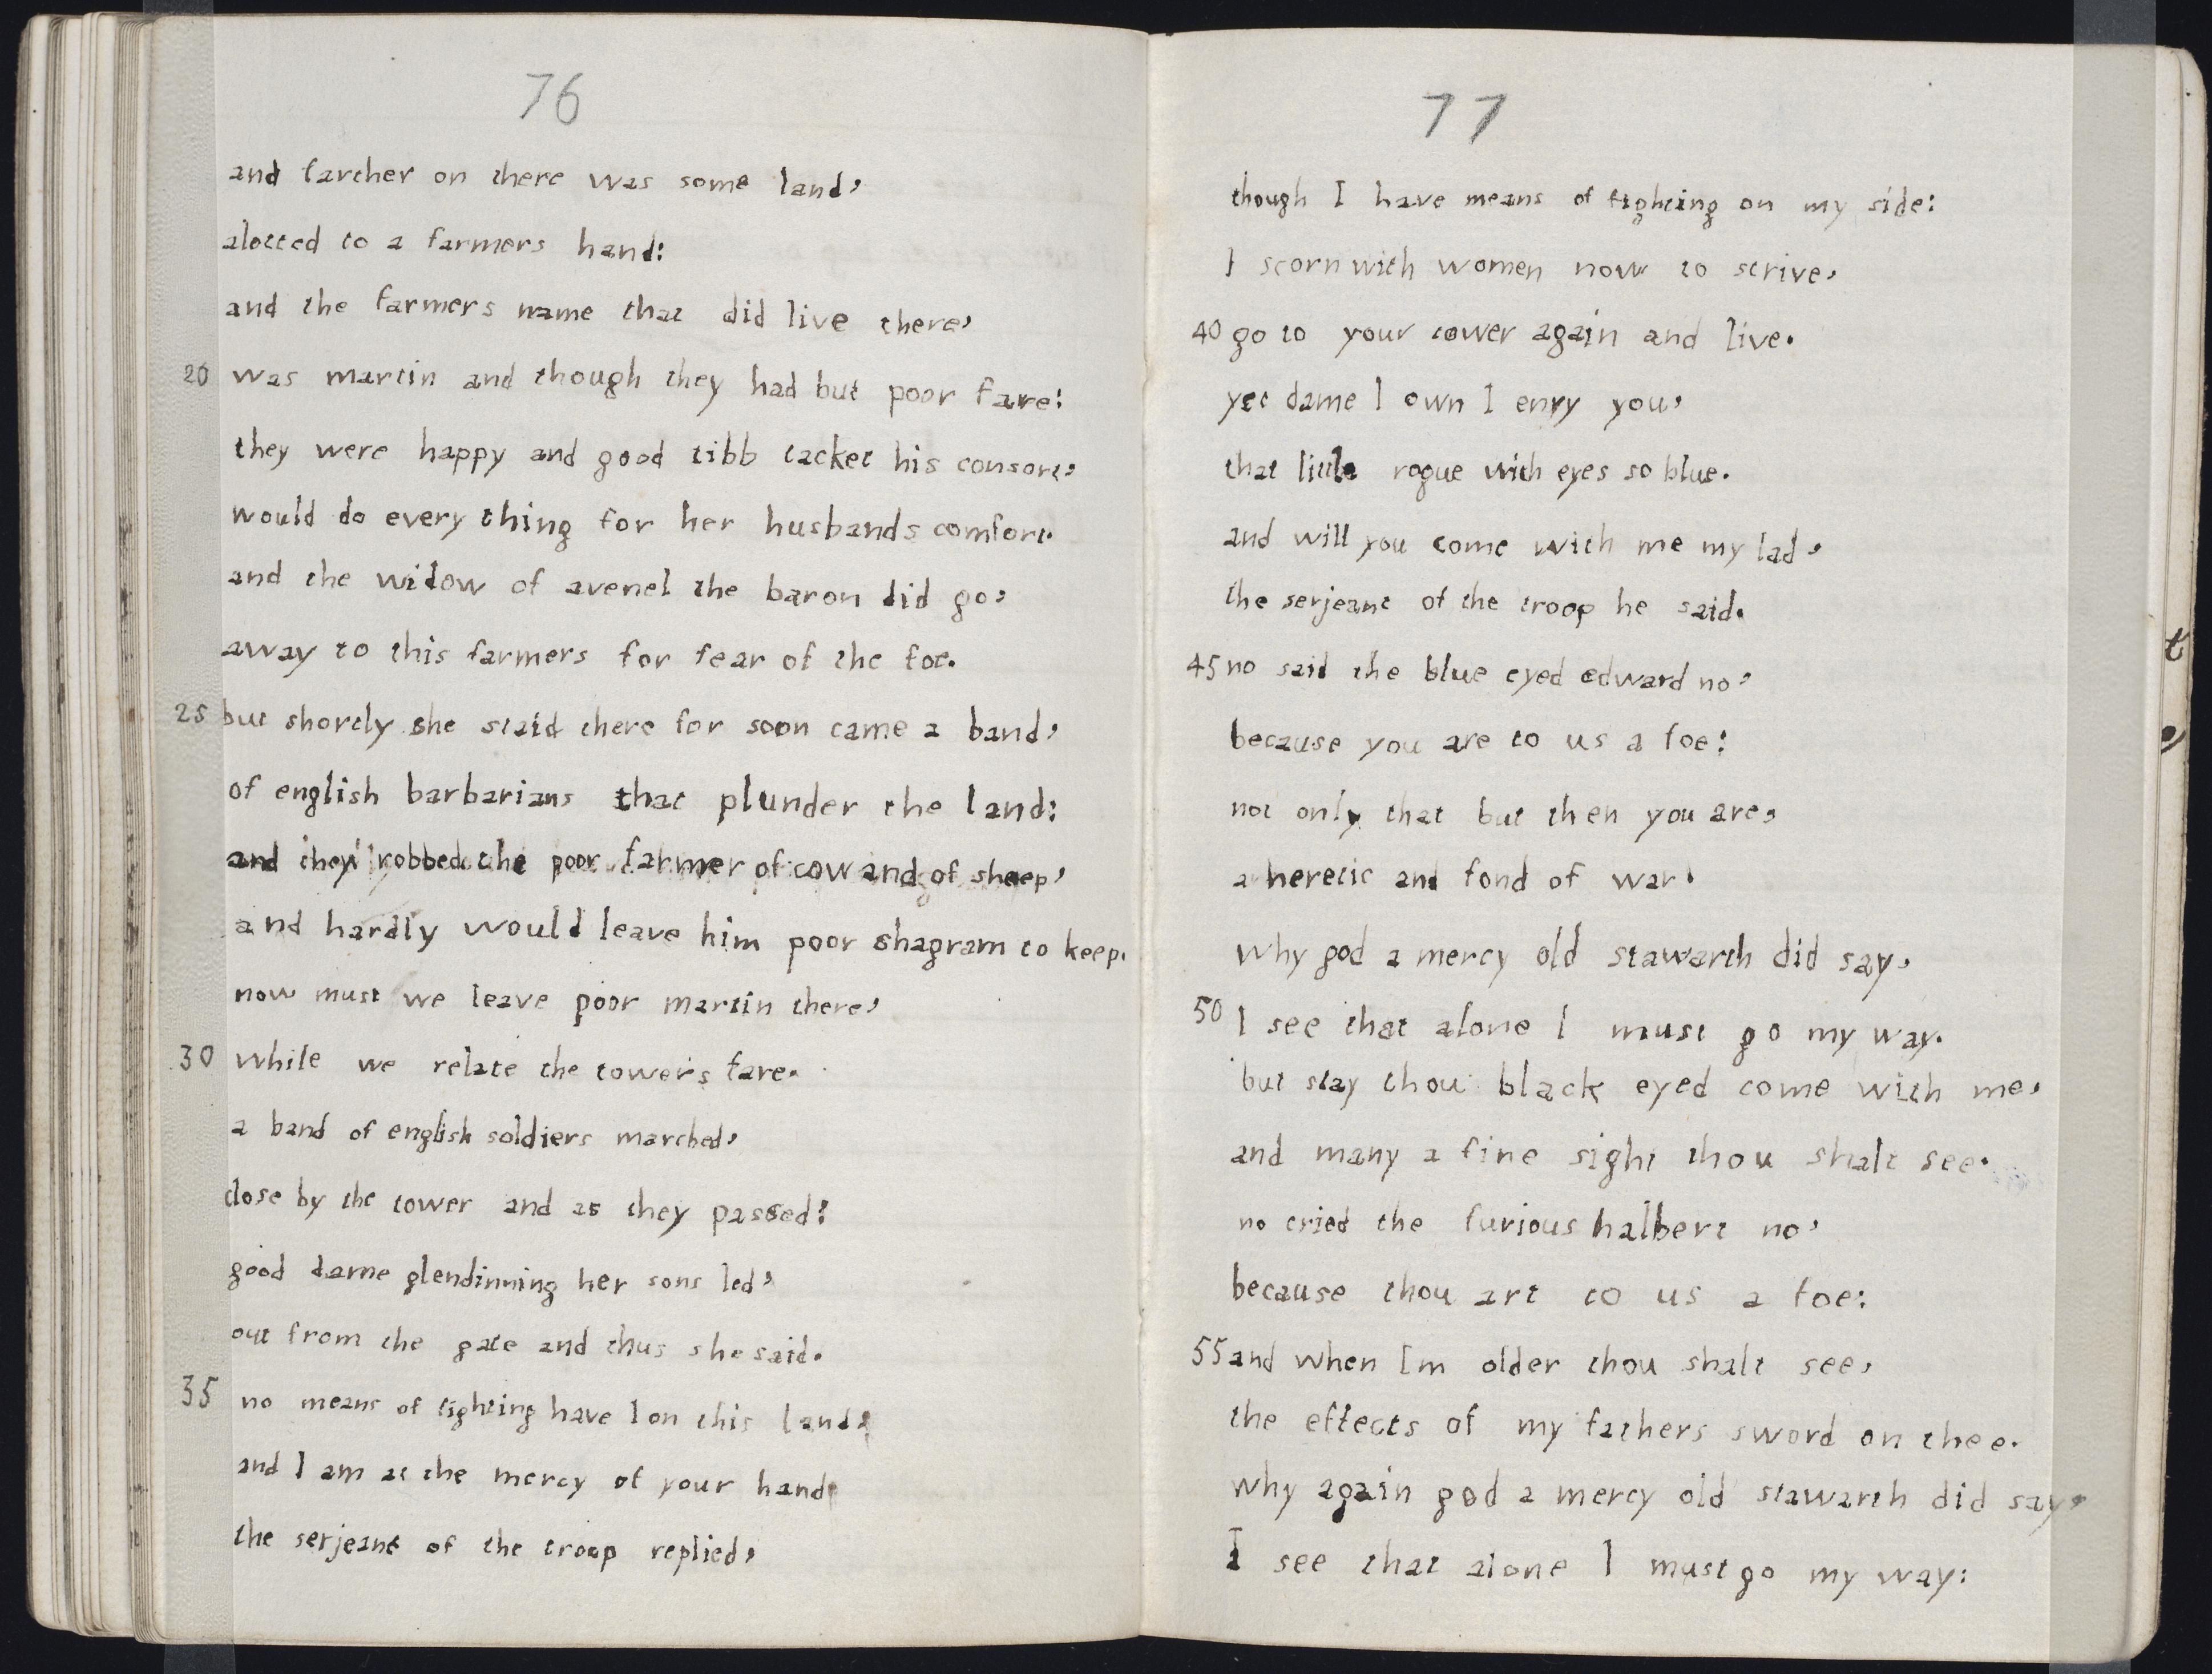 76
and farther on there was some land,
alotted to a farmers hand:
and the farmers name that did live there,
20 was martin and though they had but poor fare:
they were happy and good tibb tacket his consort,
would do every thing for her husbands comfort.
and the widow of avenel the baron did go,
away to this farmers for fear of the foe.
25 but shortly she staid there for soon came a band,
of english barbarians that plunder the land:
and they robbed the poor farmer of cow and of sheep,
and hardly would leave him poor shagram to keep.
now must we leave poor martin there,
30 while we relate the towers fare.
a band of english soldiers marched,
close by the tower and as they passed:
good dame glendinning her sons led,
out from the gate and thus she said.
35 no means of fighting have I on this land
and I am at the mercy of your hand
the serjeant of the troop replied,
77
though I have means of fighting on my side:
I scorn with women now to strive,
40 go to your tower again and live.
yet dame I own I envy you,
that little rogue with eyes so blue.
and will you come with me my lad,
the serjeant of the troop he said.
45 no said the blue eyed edward no,
because you are to us a foe:
not only that but then you are,
a heretic and fond of war.
why god a mercy old stawarth did say,
50 I see that alone I must go my way.
but stay thou black eyed come with me,
and many a fine sight thou shalt see.
no cried the furious halbert no,
because thou art to us a foe:
55 and when Im older thou shalt see,
the effects of my fathers sword on thee.
why again god a mercy old stawarth did say,
I see that alone I must go my way: